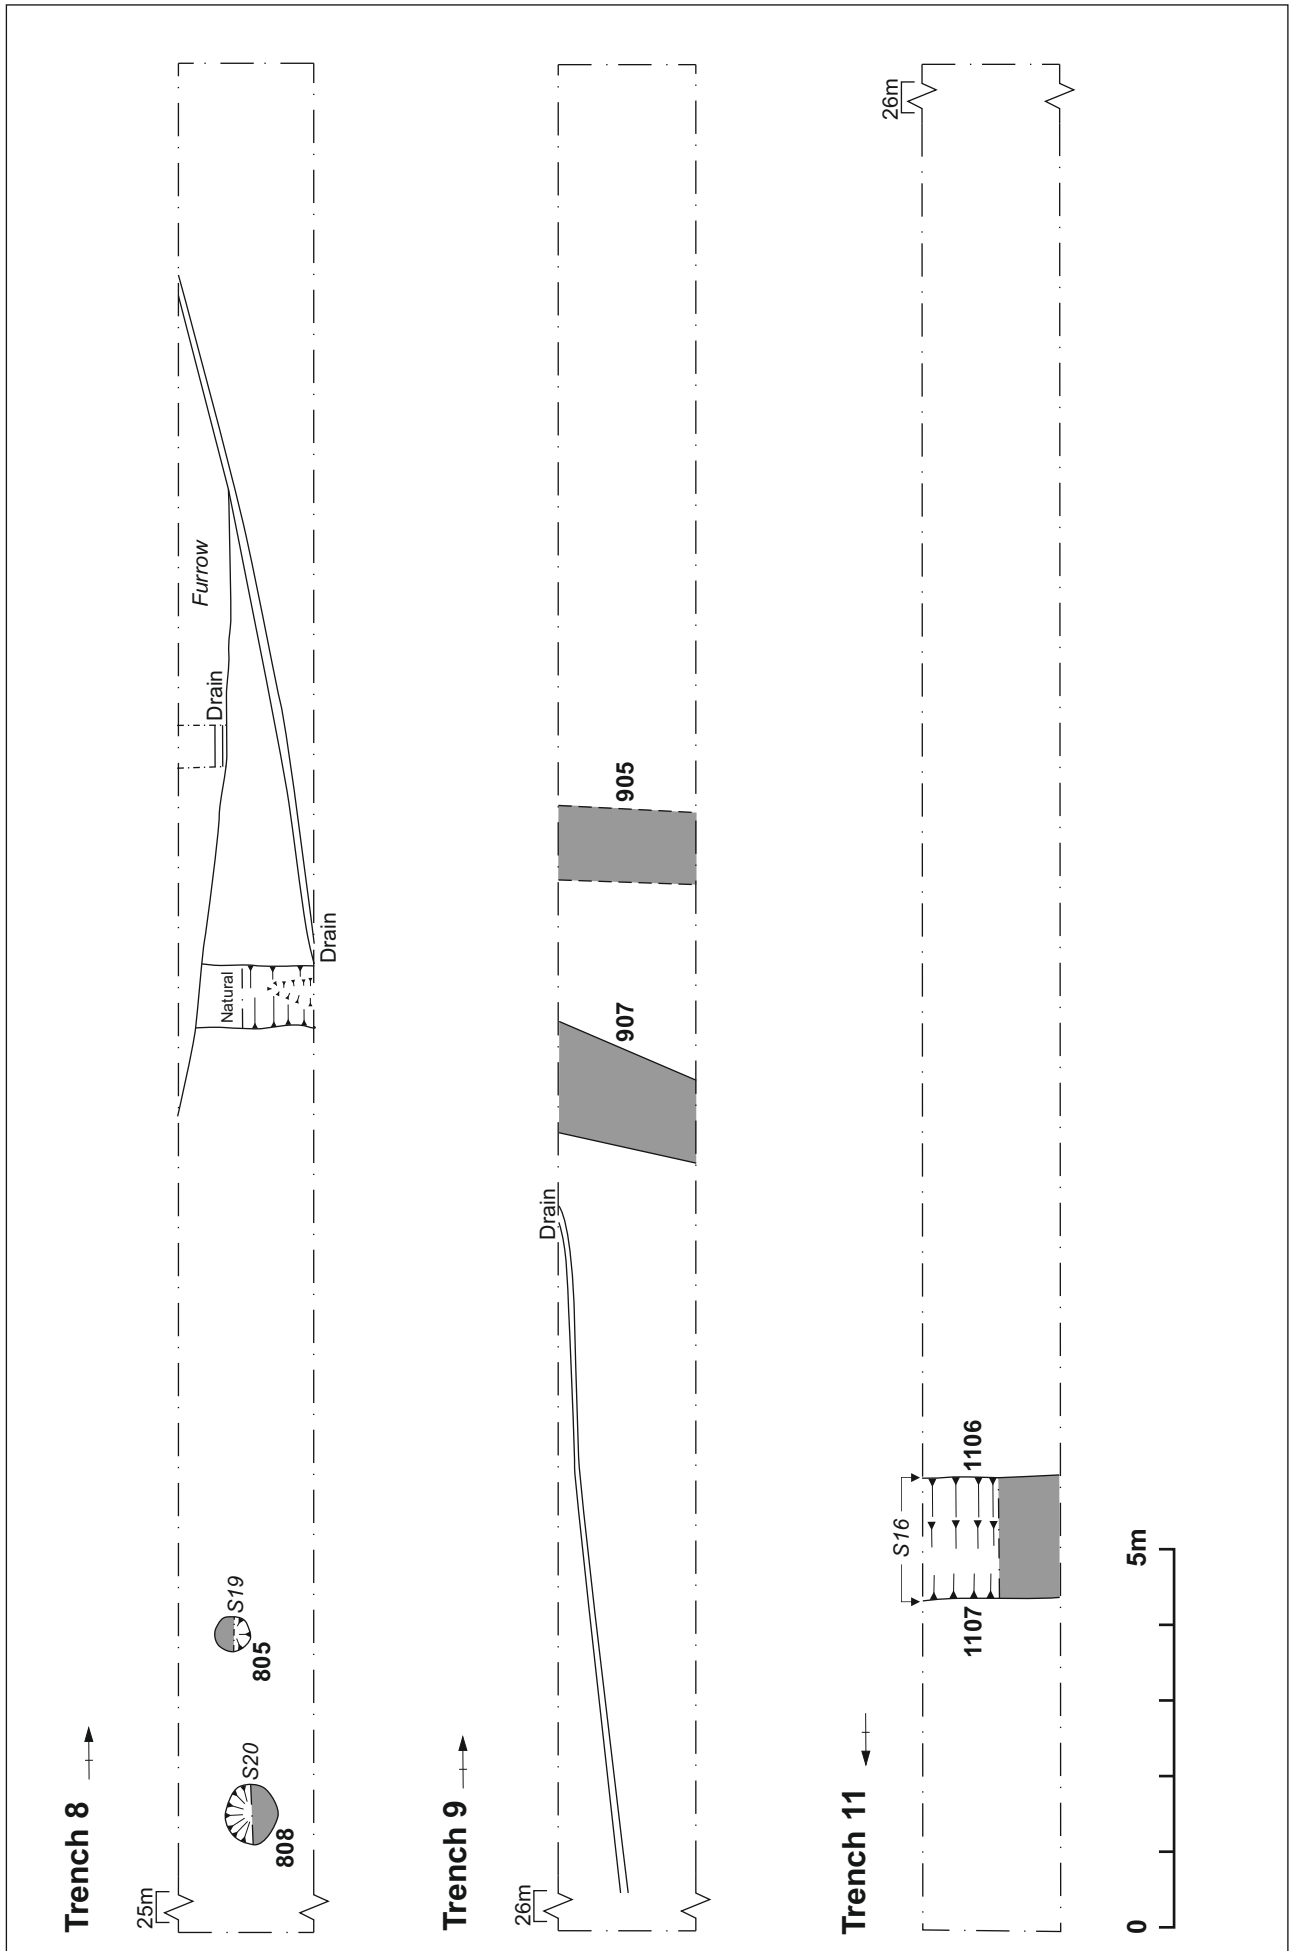 Trench 8
25m
808
S20
805
S19
Natural
Drain
Drain
Furrow
Trench 9
26m
Drain
907
905
Trench 11
1107
S16
1106
26m
0
5m